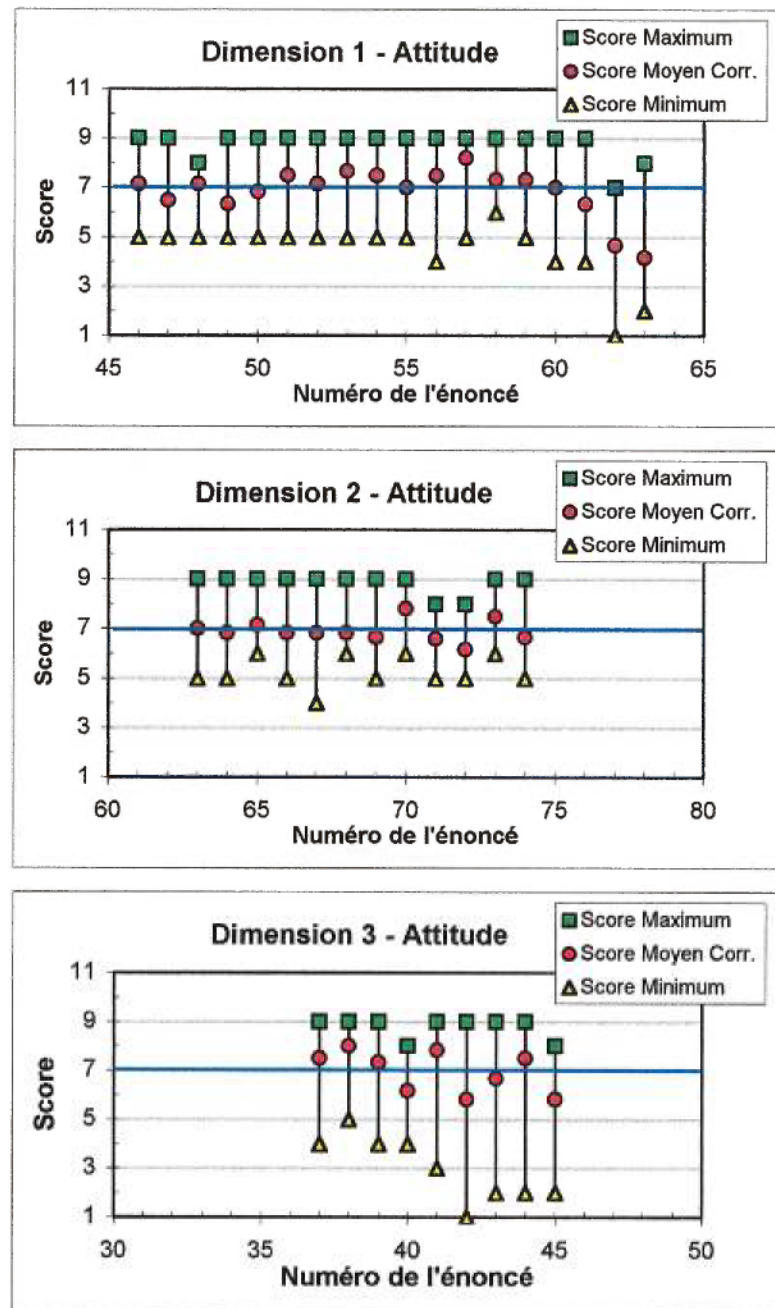 Dimension 1 - Attitude
Score Maximum
Score Moyen Corr.
Score Minimum
11
9
7
5
3
1
Score
45 50 55 60 65
Numéro de l'énoncé
Dimension 2 - Attitude
Score Maximum
Score Moyen Corr.
Score Minimum
11
9
7
5
3
1
Score
60 65 70 75 80
Numéro de l'énoncé
Dimension 3 - Attitude
Score Maximum
Score Moyen Corr.
Score Minimum
11
9
7
5
3
1
Score
30 35 40 45 50
Numéro de l'énoncé